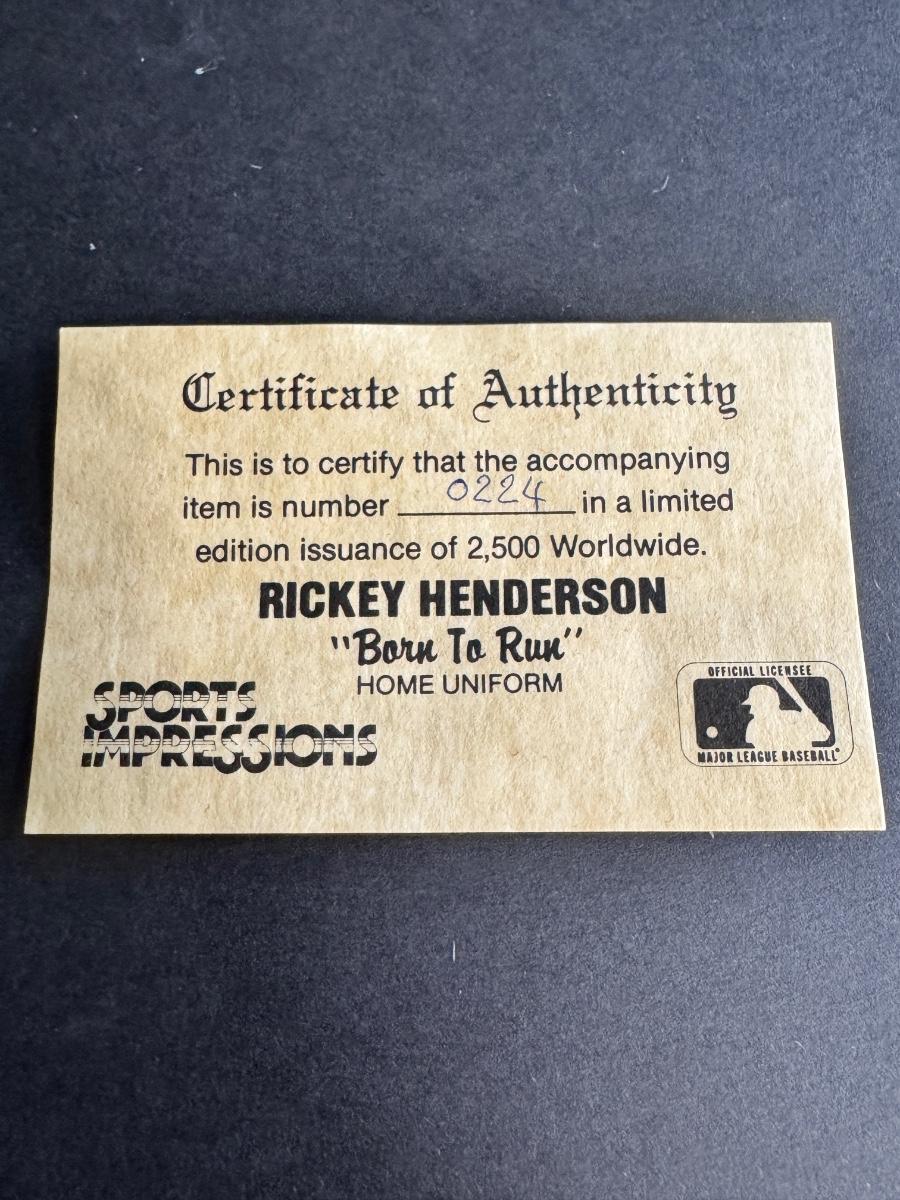 Certificate of Authenticity
This is to certify that the accompanying
item is number 0224 in a limited
edition issuance of 2,500 Worldwide.
RICKEY HENDERSON
"Born To Run"
HOME UNIFORM
SPORTS
IMPRESSIONS
OFFICIAL LICENSEE
MAJOR LEAGUE BASEBALL®